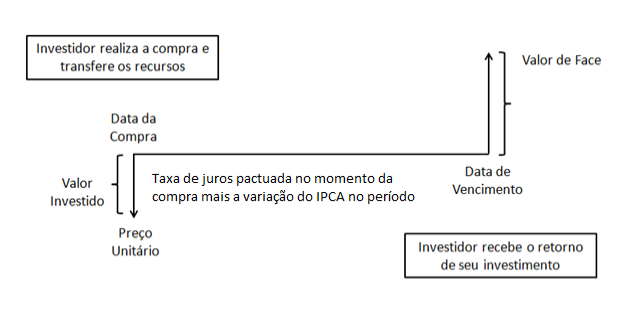 Investidor realiza a compra e
transfere os recursos
Valor de Face
Data da
Compra
Taxa de juros pactuada no momento da
compra mais a variação do IPCA no período
Data de
Vencimento
Valor
Investido
Preço
Unitário
Investidor recebe o retorno
de seu investimento